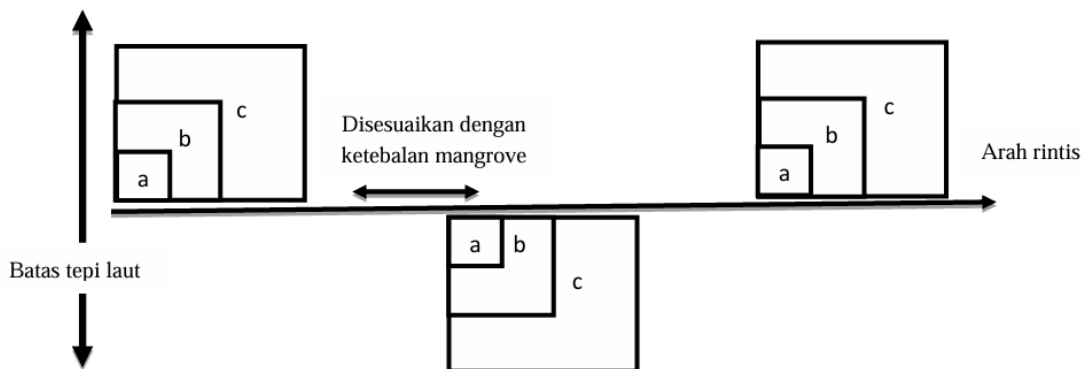 c
b
a
Disesuaikan dengan
ketebalan mangrove
c
b
a
Arah rintis
Batas tepi laut
a
b
c